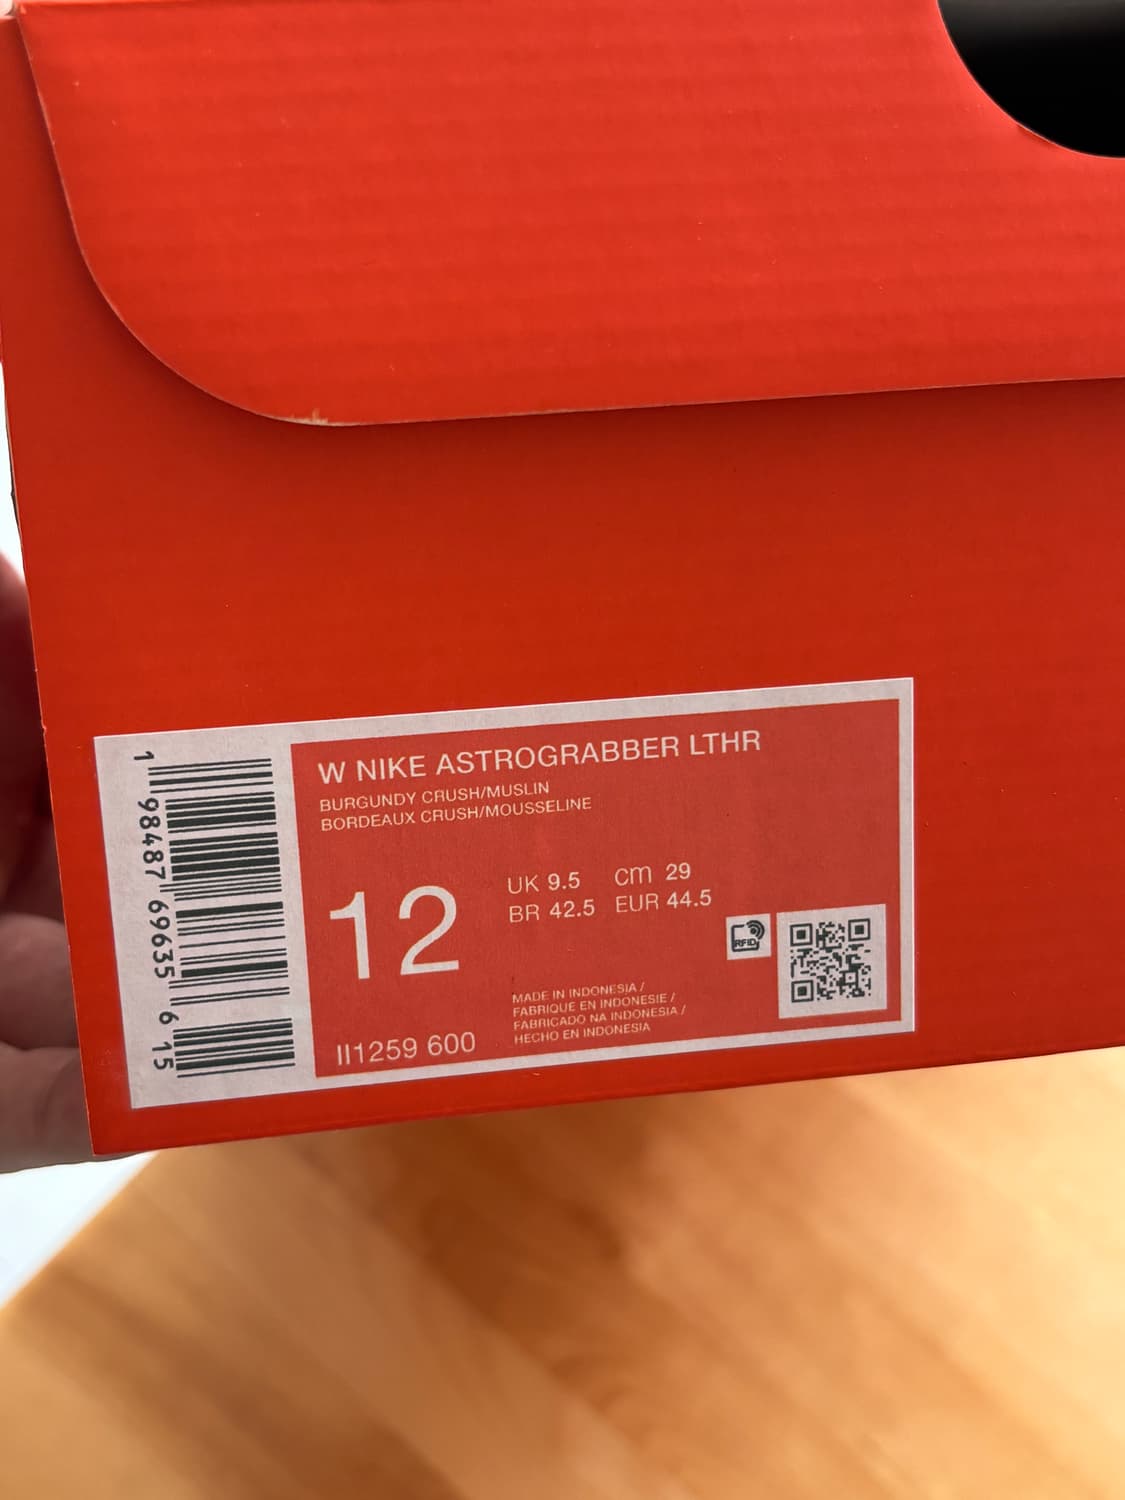 W NIKE ASTROGRABBER LTHR
BURGUNDY CRUSH/MUSLIN
BORDEAUX CRUSH/MOUSSELINE
12
UK 9.5 cm 29
BR 42.5 EUR 44.5
RFID
MADE IN INDONESIA /
FABRIQUE EN INDONESIE /
FABRICADO NA INDONESIA /
HECHO EN INDONESIA
II1259 600
1 98487 69635 6 15